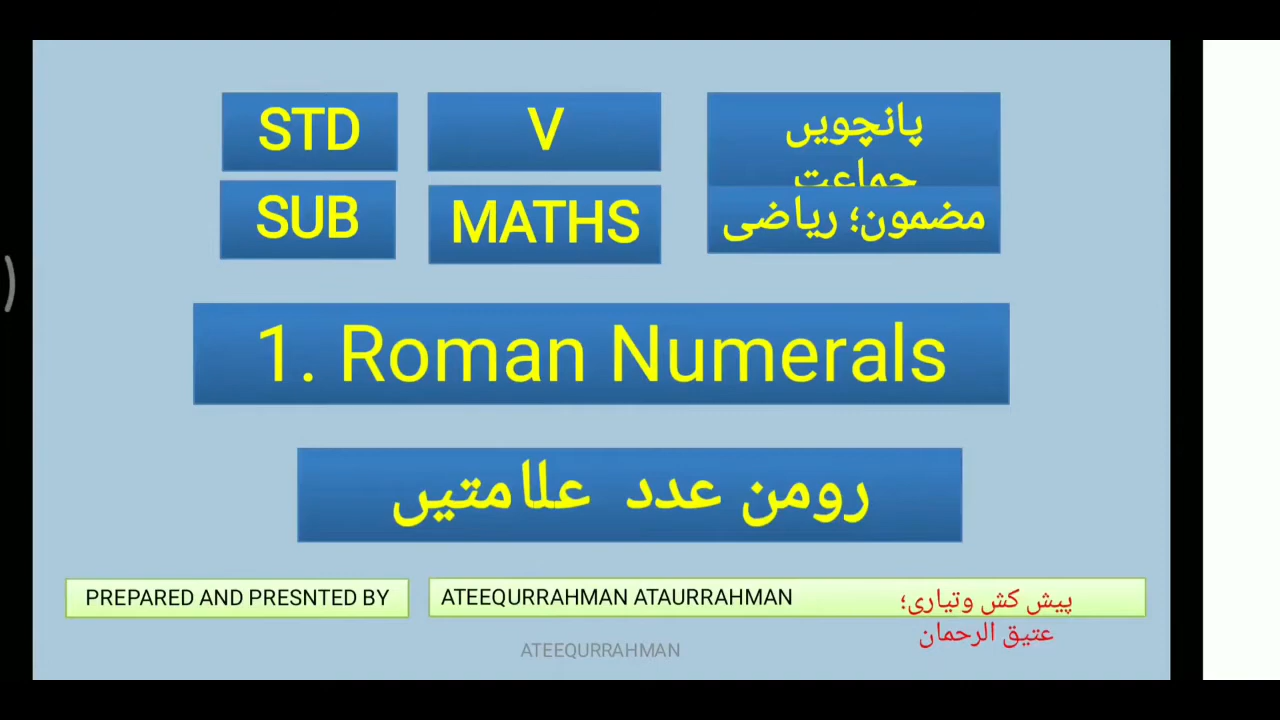 STD V پانچویں جماعت
SUB MATHS مضمون؛ ریاضی
1. Roman Numerals
رومن عدد علامتیں
PREPARED AND PRESNTED BY ATEEQURRAHMAN ATAURRAHMAN پیش کش وتیاری؛
عتیق الرحمان
ATEEQURRAHMAN